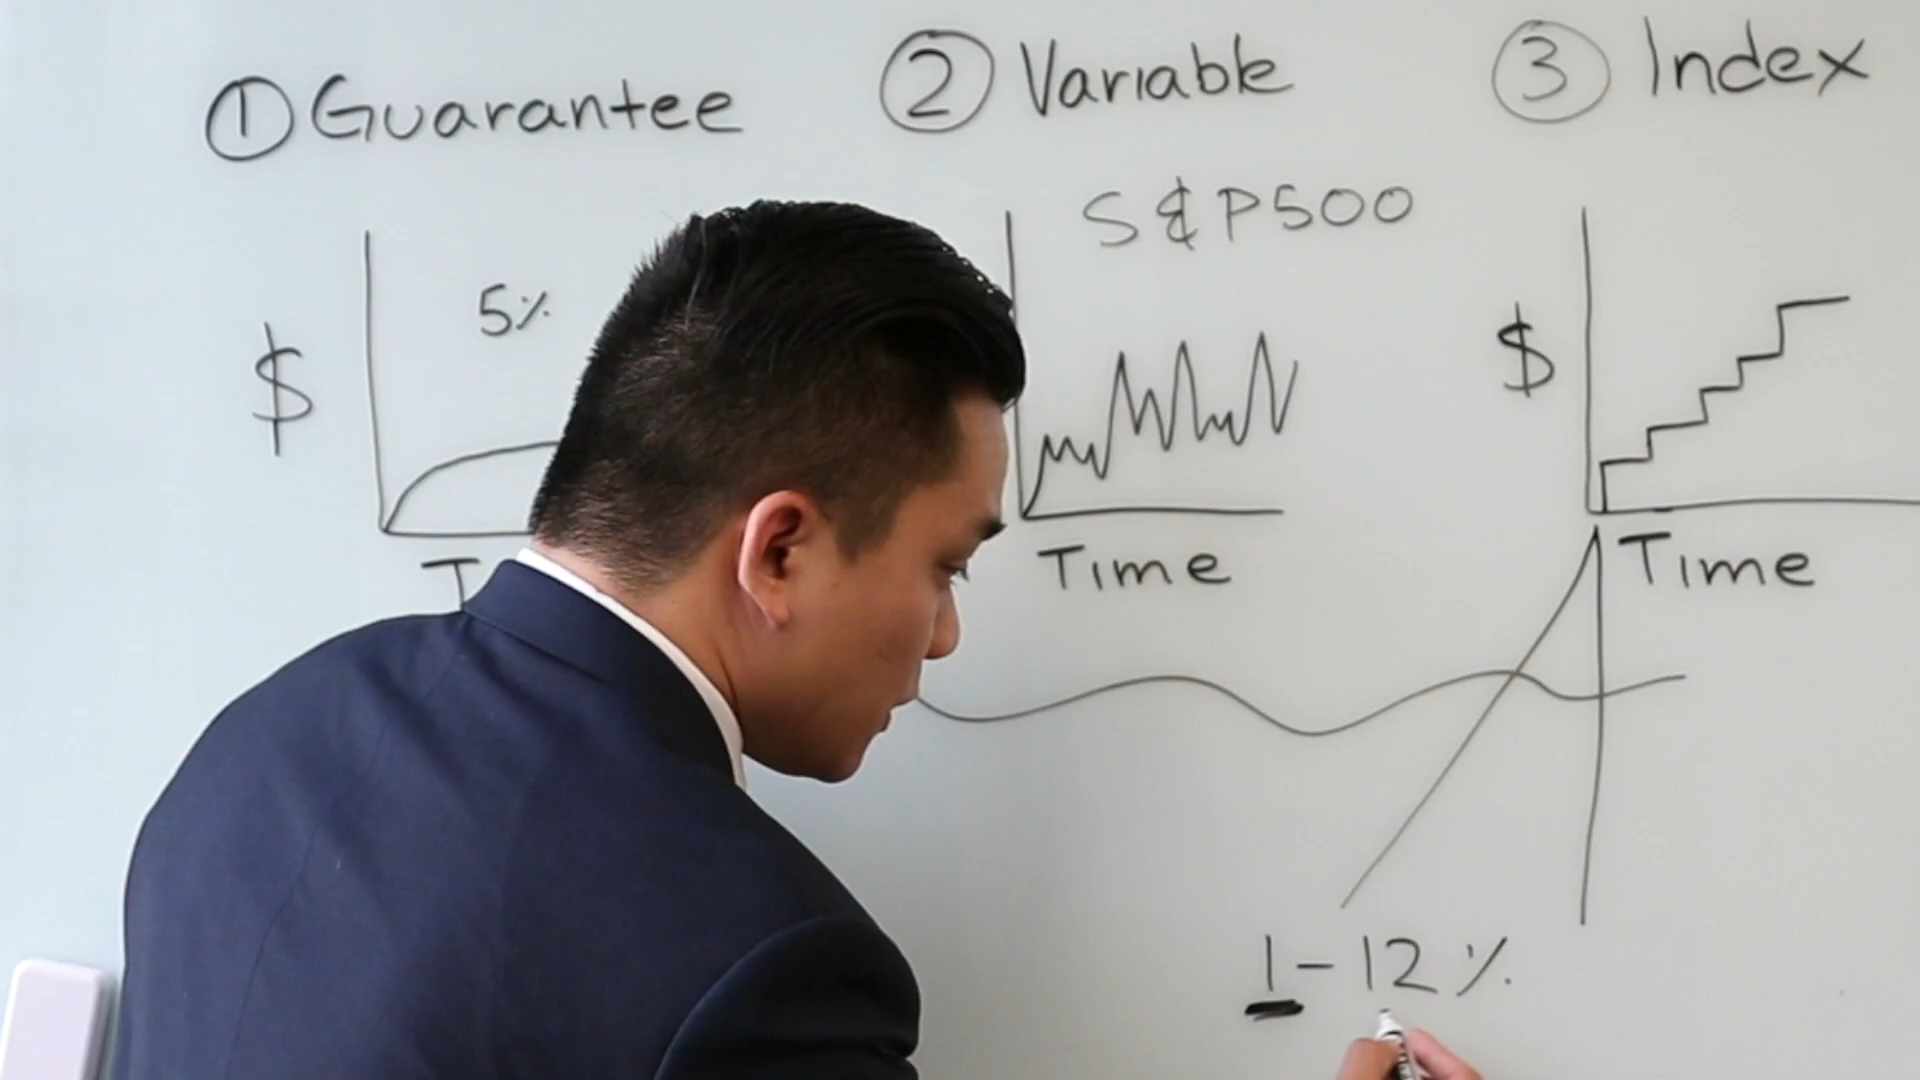 ① Guarantee
② Variable
③ Index
S&P500
5%
$
$
Time
Time
1-12%